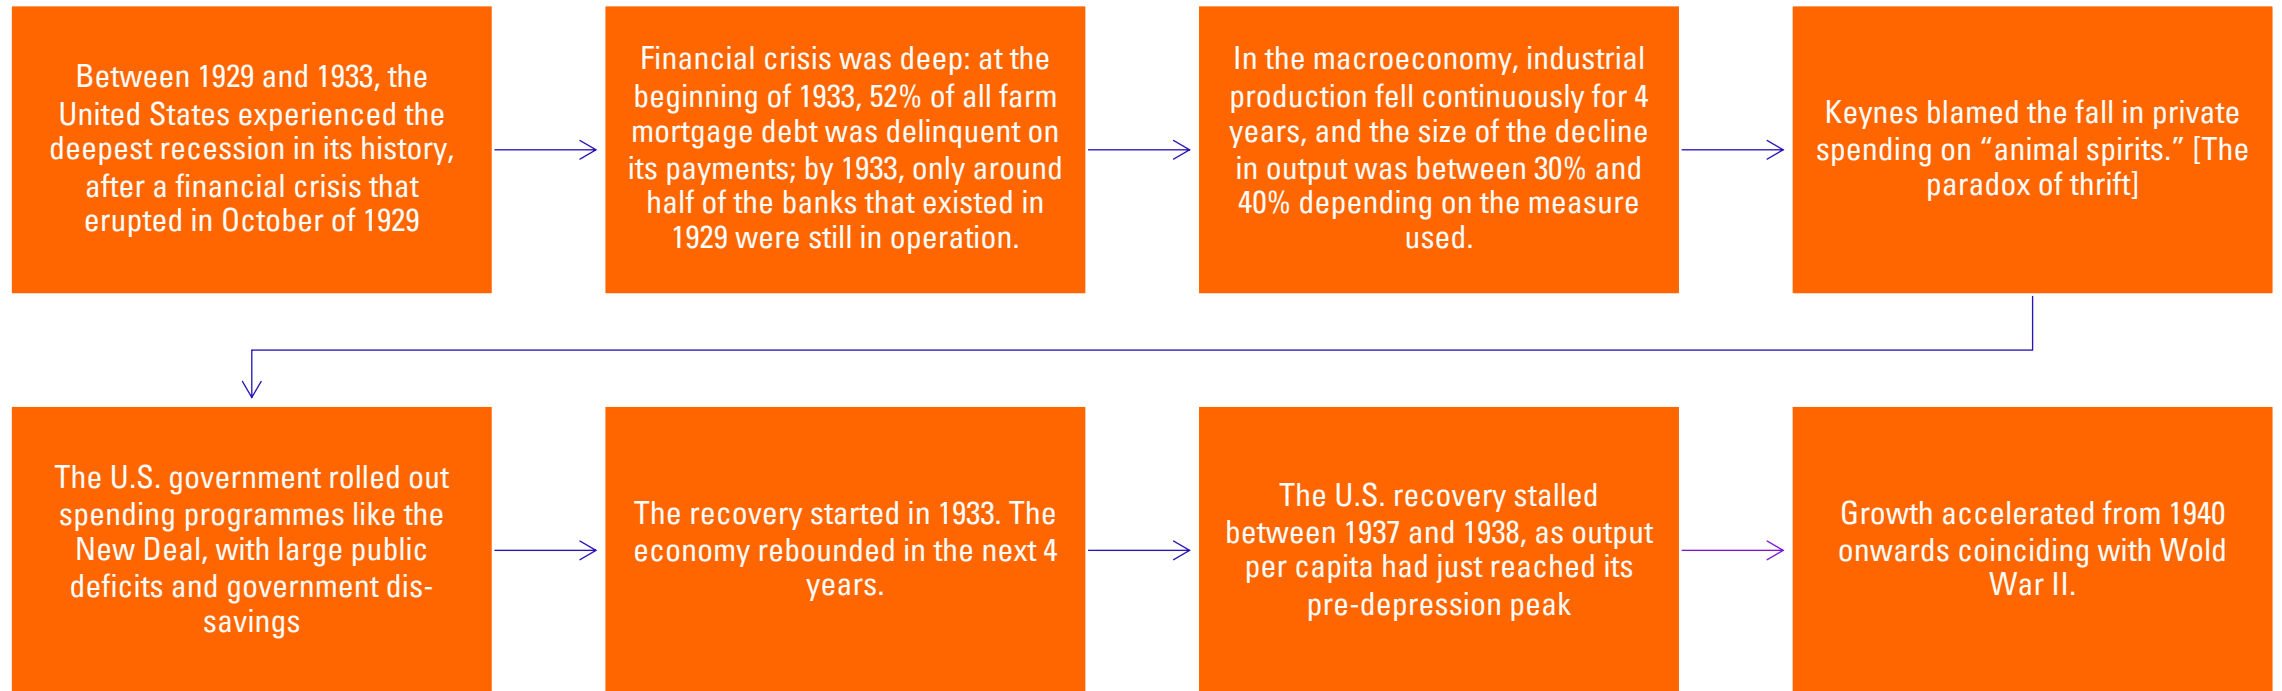 Between 1929 and 1933, the
United States experienced the
deepest recession in its history,
after a financial crisis that
erupted in October of 1929
Financial crisis was deep: at the
beginning of 1933, 52% of all farm
mortgage debt was delinquent on
its payments; by 1933, only around
half of the banks that existed in
1929 were still in operation.
In the macroeconomy, industrial
production fell continuously for 4
years, and the size of the decline
in output was between 30% and
40% depending on the measure
used.
Keynes blamed the fall in private
spending on “animal spirits.” [The
paradox of thrift]
The U.S. government rolled out
spending programmes like the
New Deal, with large public
deficits and government dis-
savings
The recovery started in 1933. The
economy rebounded in the next 4
years.
The U.S. recovery stalled
between 1937 and 1938, as output
per capita had just reached its
pre-depression peak
Growth accelerated from 1940
onwards coinciding with Wold
War II.